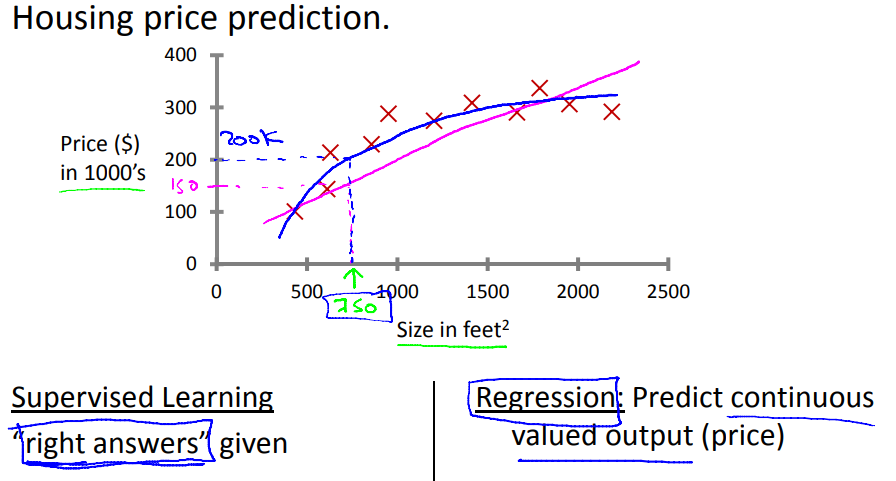 Housing price prediction.
400
300
200K
Price ($)
in 1000's
200
150
100
0
0 500 1000 1500 2000 2500
750
Size in feet²
Supervised Learning
“right answers” given
Regression: Predict continuous
valued output (price)